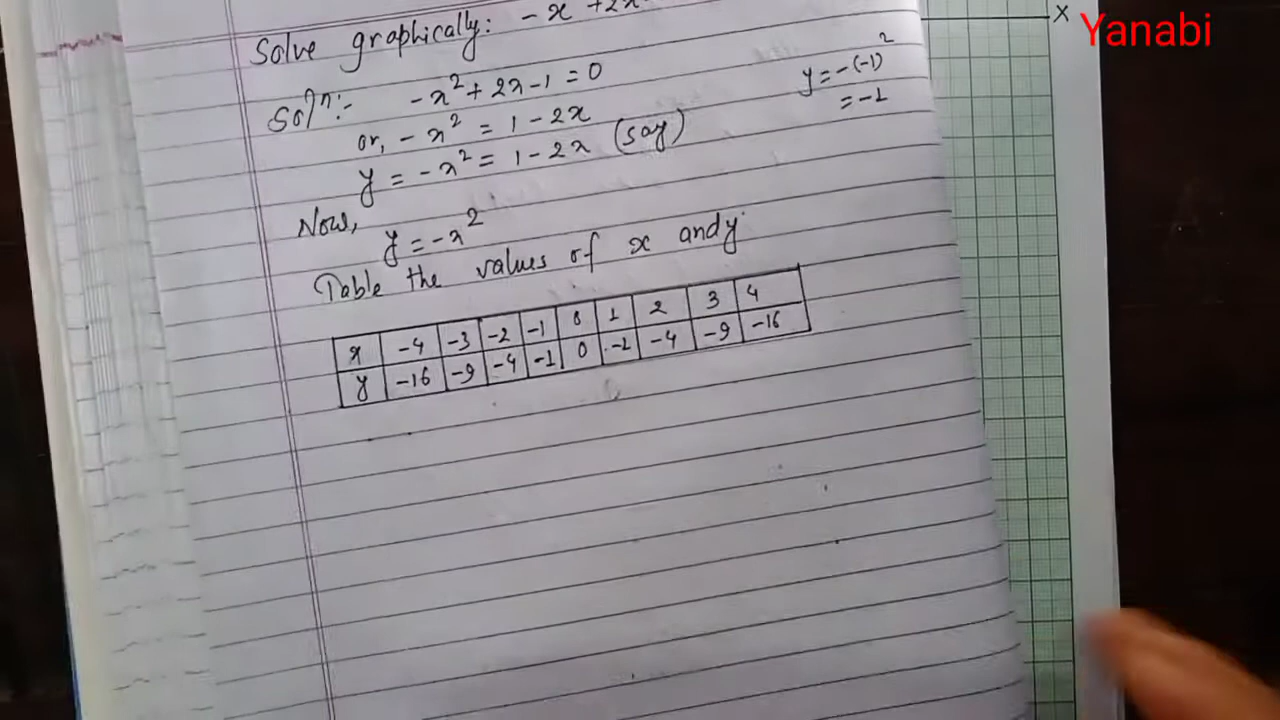 X
Yanabi
Solve graphically: -x +2x
Solⁿ:- -x² + 2x - 1 = 0
y = -(-1)²
= -1
or, -x² = 1 - 2x
y = -x² = 1 - 2x (say)
Now,
y = -x²
Table the values of x and y
x -4 -3 -2 -1 0 1 2 3 4
y -16 -9 -4 -1 0 -1 -4 -9 -16